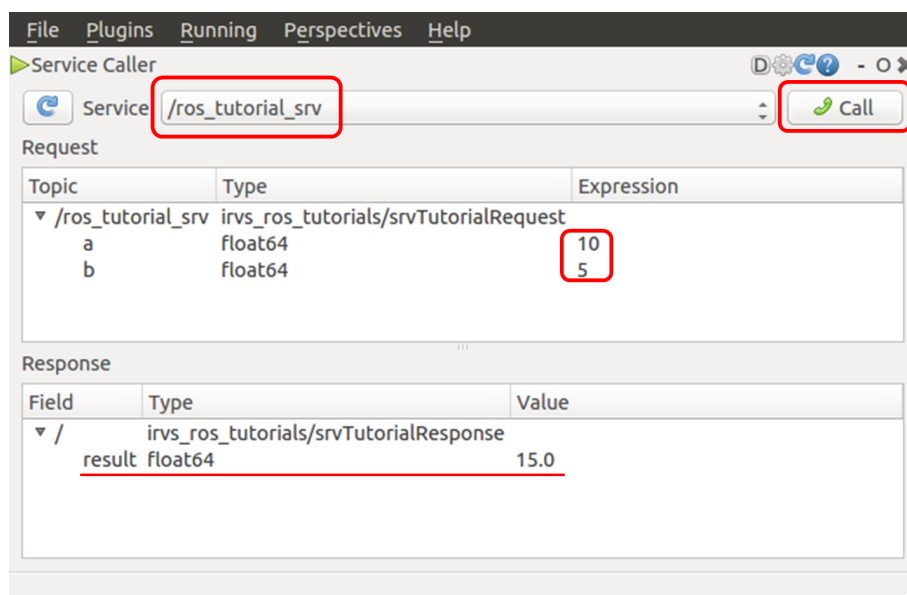 File Plugins Running Perspectives Help
Service Caller D ? - O
Service /ros_tutorial_srv Call
Request
Topic Type Expression
/ros_tutorial_srv irvs_ros_tutorials/srvTutorialRequest
a float64 10
b float64 5
Response
Field Type Value
/ irvs_ros_tutorials/srvTutorialResponse
result float64 15.0